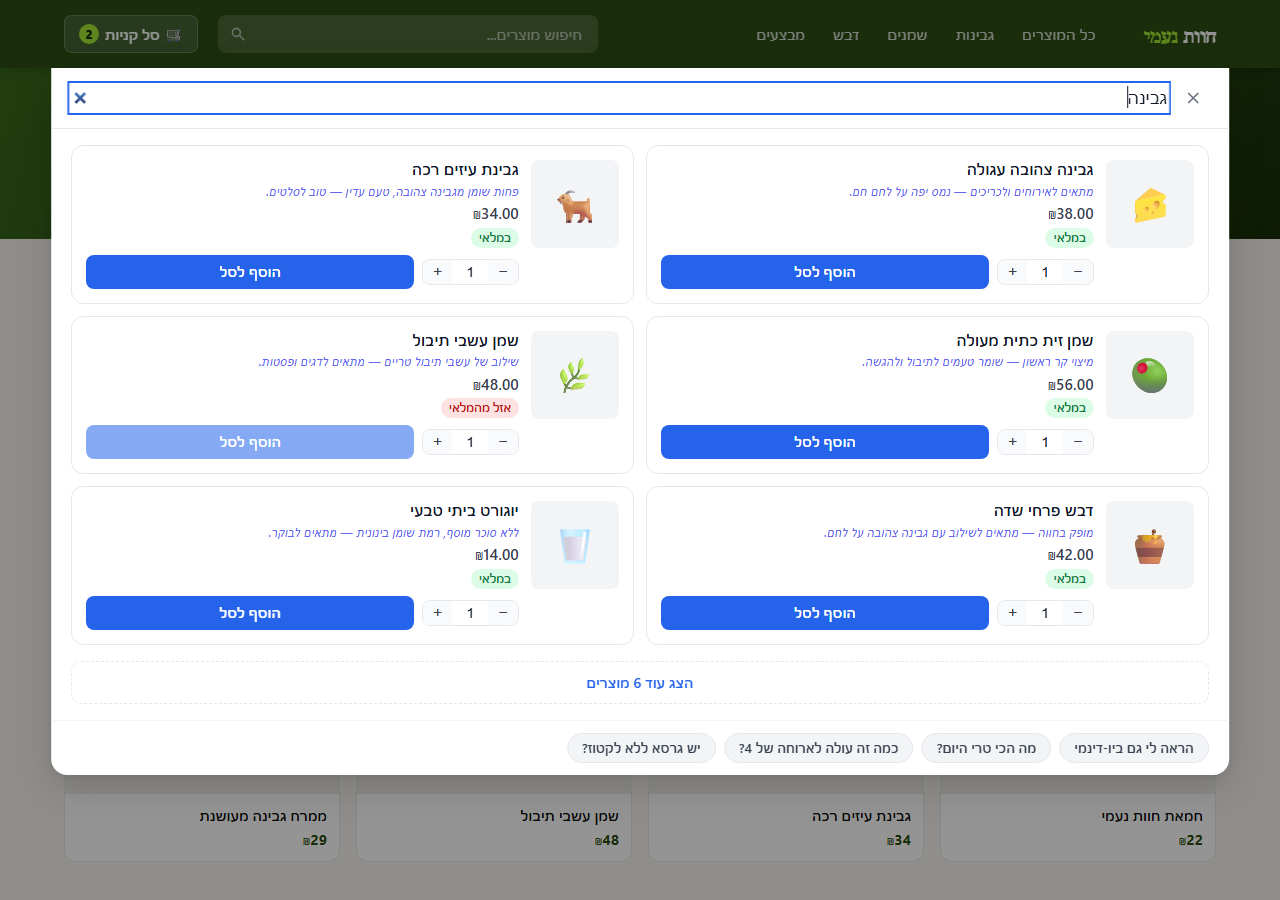 חוות נעמי
כל המוצרים
גבינות
שמנים
דבש
מבצעים
חיפוש מוצרים...
סל קניות 2
גבינה
גבינה צהובה עגולה
מתאים לאירוחים ולכריכים — נמס יפה על לחם חם.
₪38.00
במלאי
− 1 +
הוסף לסל
גבינת עיזים רכה
פחות שומן מגבינה צהובה, טעם עדין — טוב לסלטים.
₪34.00
במלאי
− 1 +
הוסף לסל
שמן זית כתית מעולה
מיצוי קר ראשון — שומר טעמים לתיבול ולהגשה.
₪56.00
במלאי
− 1 +
הוסף לסל
שמן עשבי תיבול
שילוב של עשבי תיבול טריים — מתאים לדגים ופסטות.
₪48.00
אזל מהמלאי
− 1 +
הוסף לסל
דבש פרחי שדה
מופק בחווה — מתאים לשילוב עם גבינה צהובה על לחם.
₪42.00
במלאי
− 1 +
הוסף לסל
יוגורט ביתי טבעי
ללא סוכר מוסף, רמת שומן בינונית — מתאים לבוקר.
₪14.00
במלאי
− 1 +
הוסף לסל
הצג עוד 6 מוצרים
הראה לי גם ביו-דינמי
מה הכי טרי היום?
כמה זה עולה לארוחה של 4?
יש גרסא ללא לקטוז?
חמאת חוות נעמי
₪22
גבינת עיזים רכה
₪34
שמן עשבי תיבול
₪48
ממרח גבינה מעושנת
₪29